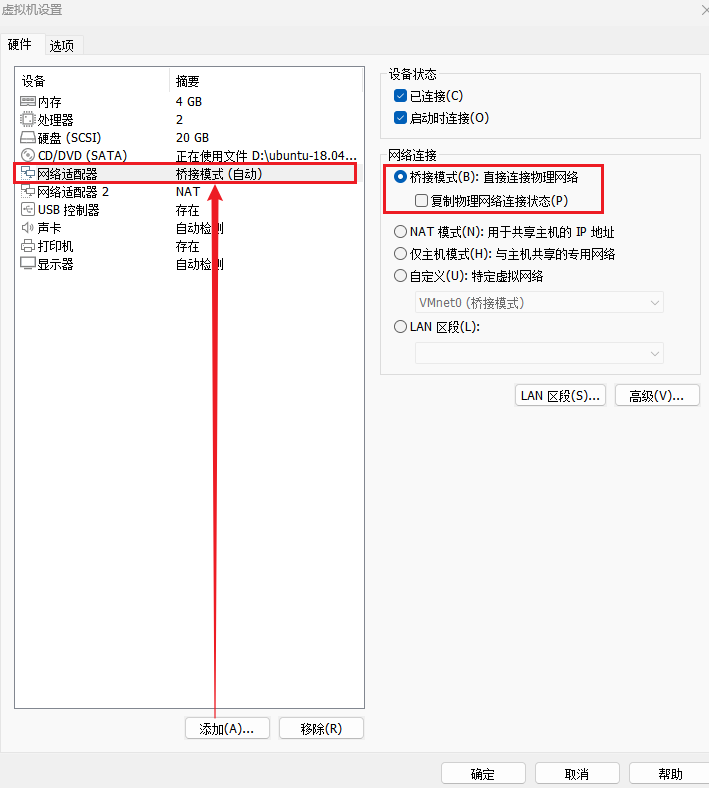 虚拟机设置
硬件 选项
设备 摘要
内存 4 GB
处理器 2
硬盘 (SCSI) 20 GB
CD/DVD (SATA) 正在使用文件 D:\ubuntu-18.04...
网络适配器 桥接模式 (自动)
网络适配器 2 NAT
USB 控制器 存在
声卡 自动检测
打印机 存在
显示器 自动检测
添加(A)... 移除(R)
设备状态
已连接(C)
启动时连接(O)
网络连接
桥接模式(B): 直接连接物理网络
复制物理网络连接状态(P)
NAT 模式(N): 用于共享主机的 IP 地址
仅主机模式(H): 与主机共享的专用网络
自定义(U): 特定虚拟网络
VMnet0 (桥接模式)
LAN 区段(L):
LAN 区段(S)... 高级(V)...
确定 取消 帮助